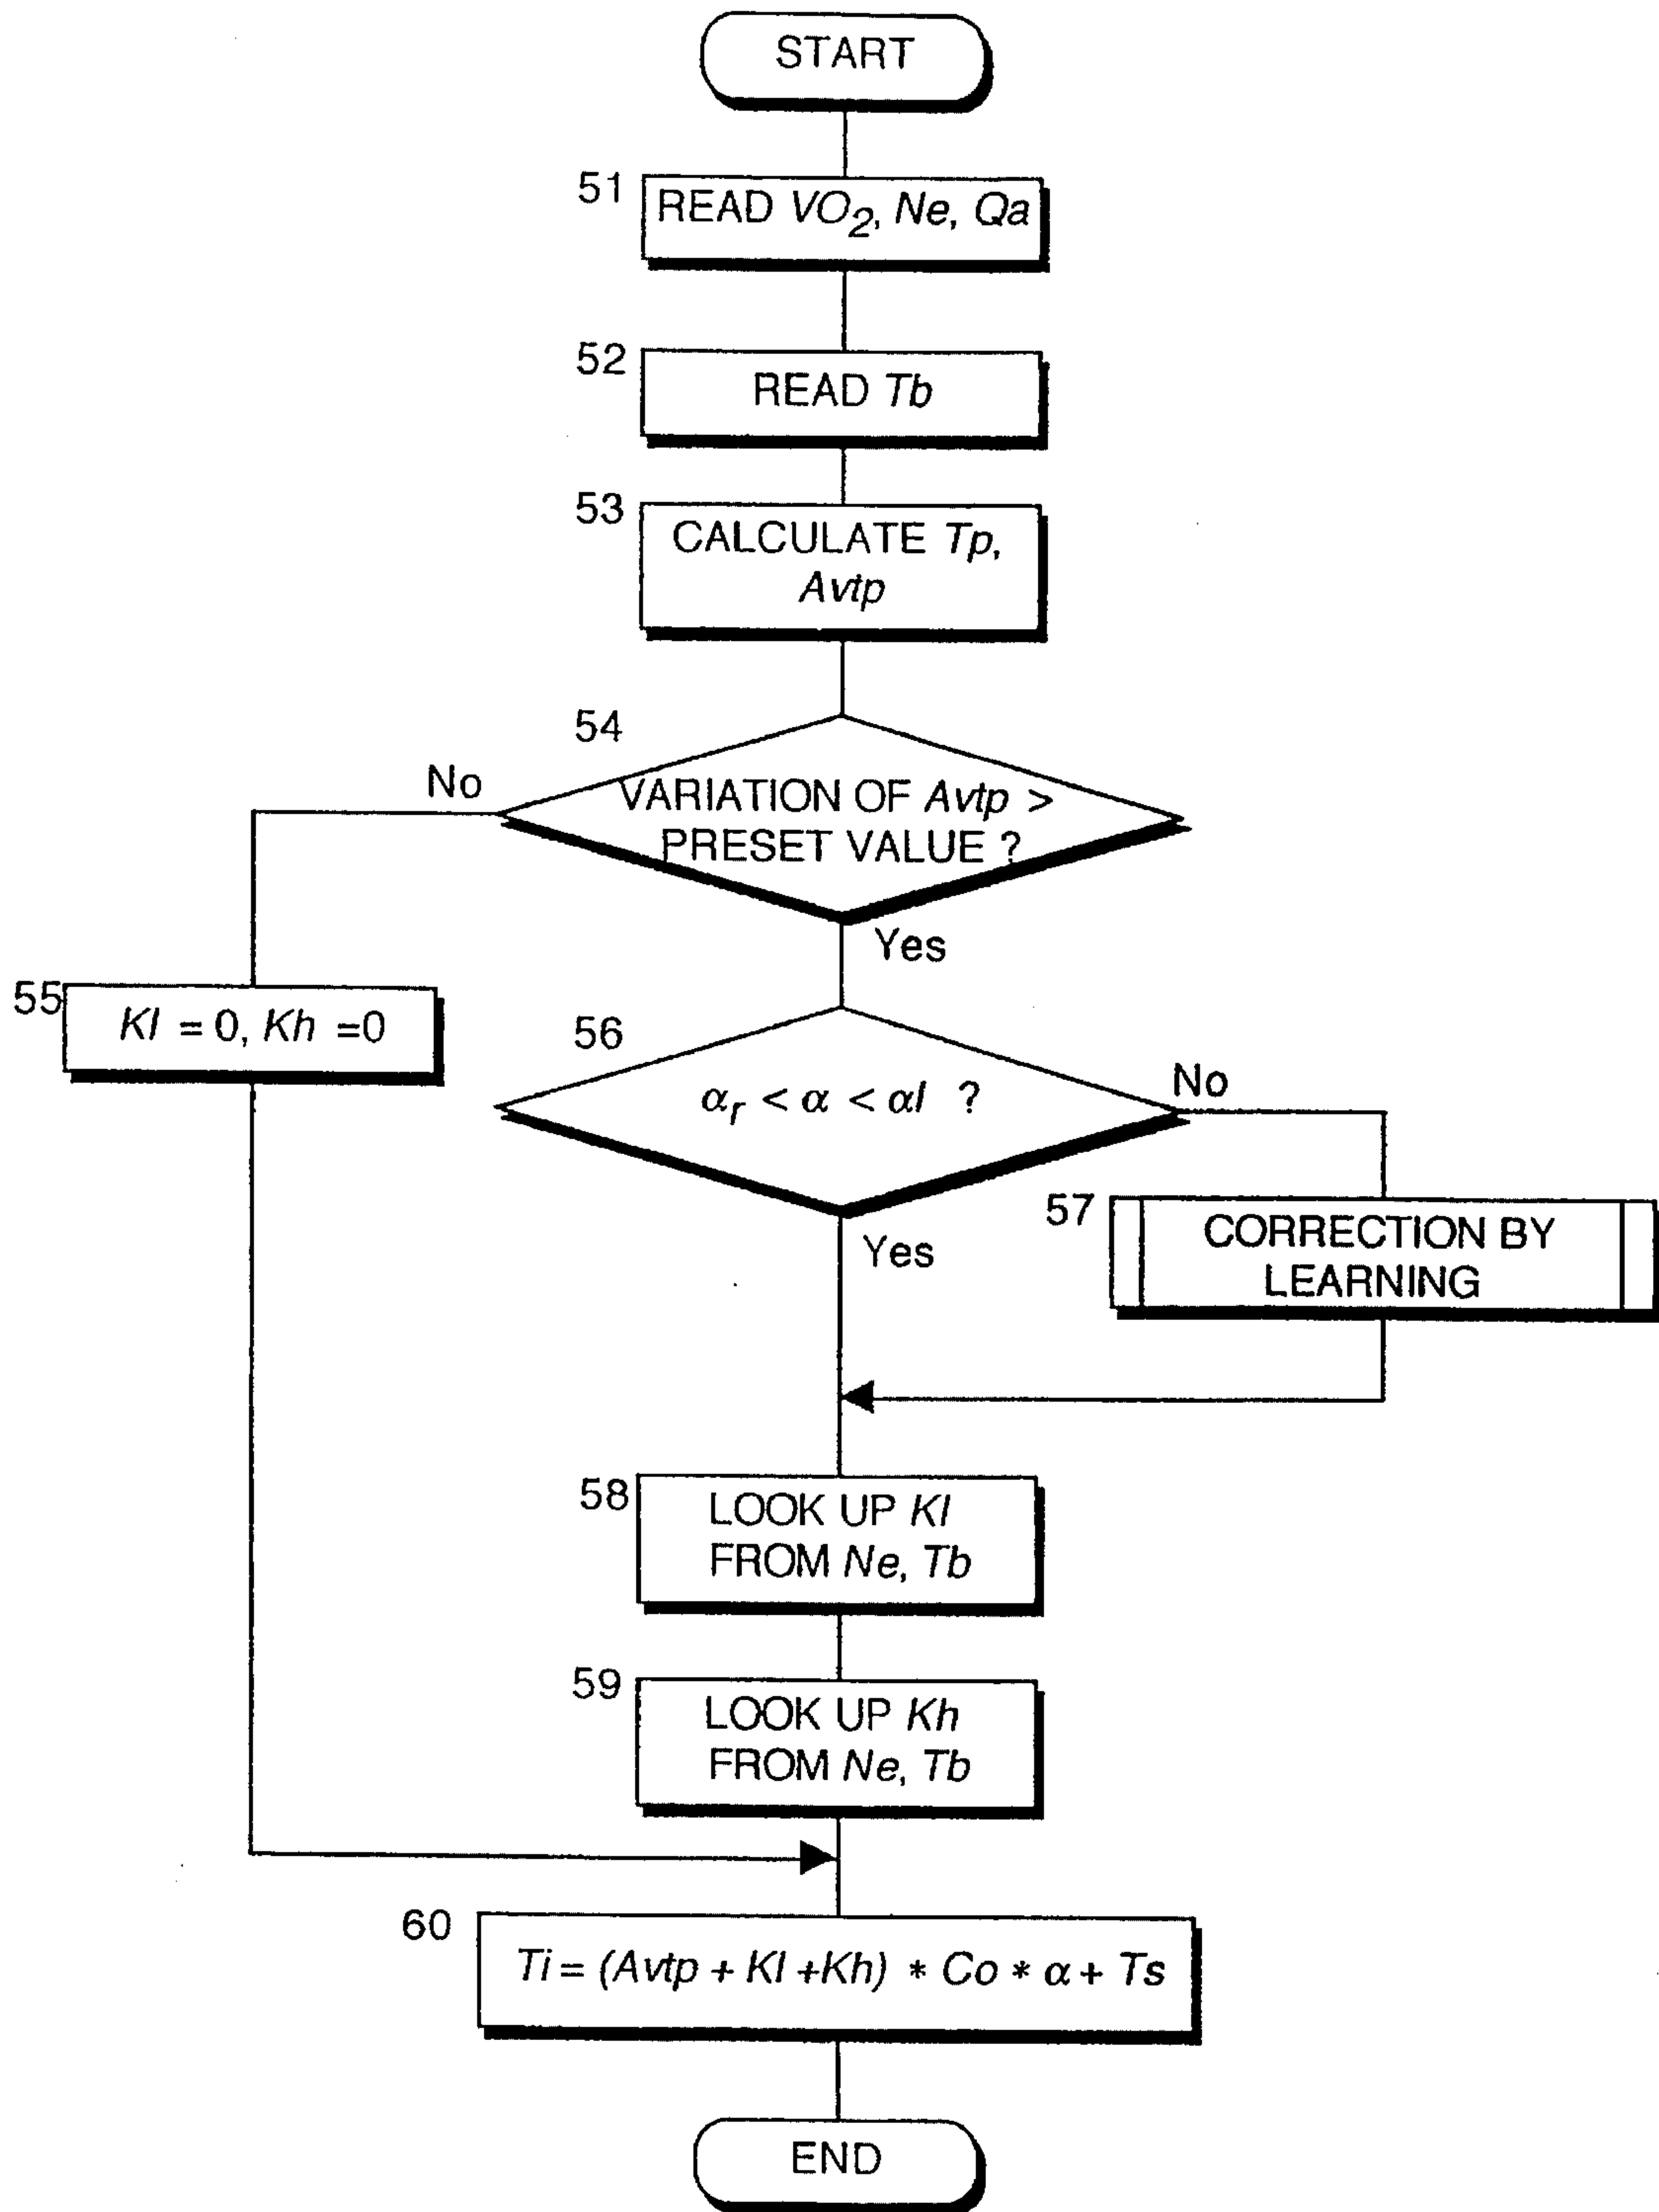 START
51
READ VO2, Ne, Qa
52
READ Tb
53
CALCULATE Tp,
Avtp
54
No
VARIATION OF Avtp >
PRESET VALUE ?
Yes
55
Kl = 0, Kh =0
56
αr < α < αl ?
No
57
CORRECTION BY
LEARNING
Yes
58
LOOK UP Kl
FROM Ne, Tb
59
LOOK UP Kh
FROM Ne, Tb
60
Ti = (Avtp + Kl +Kh) * Co * α + Ts
END